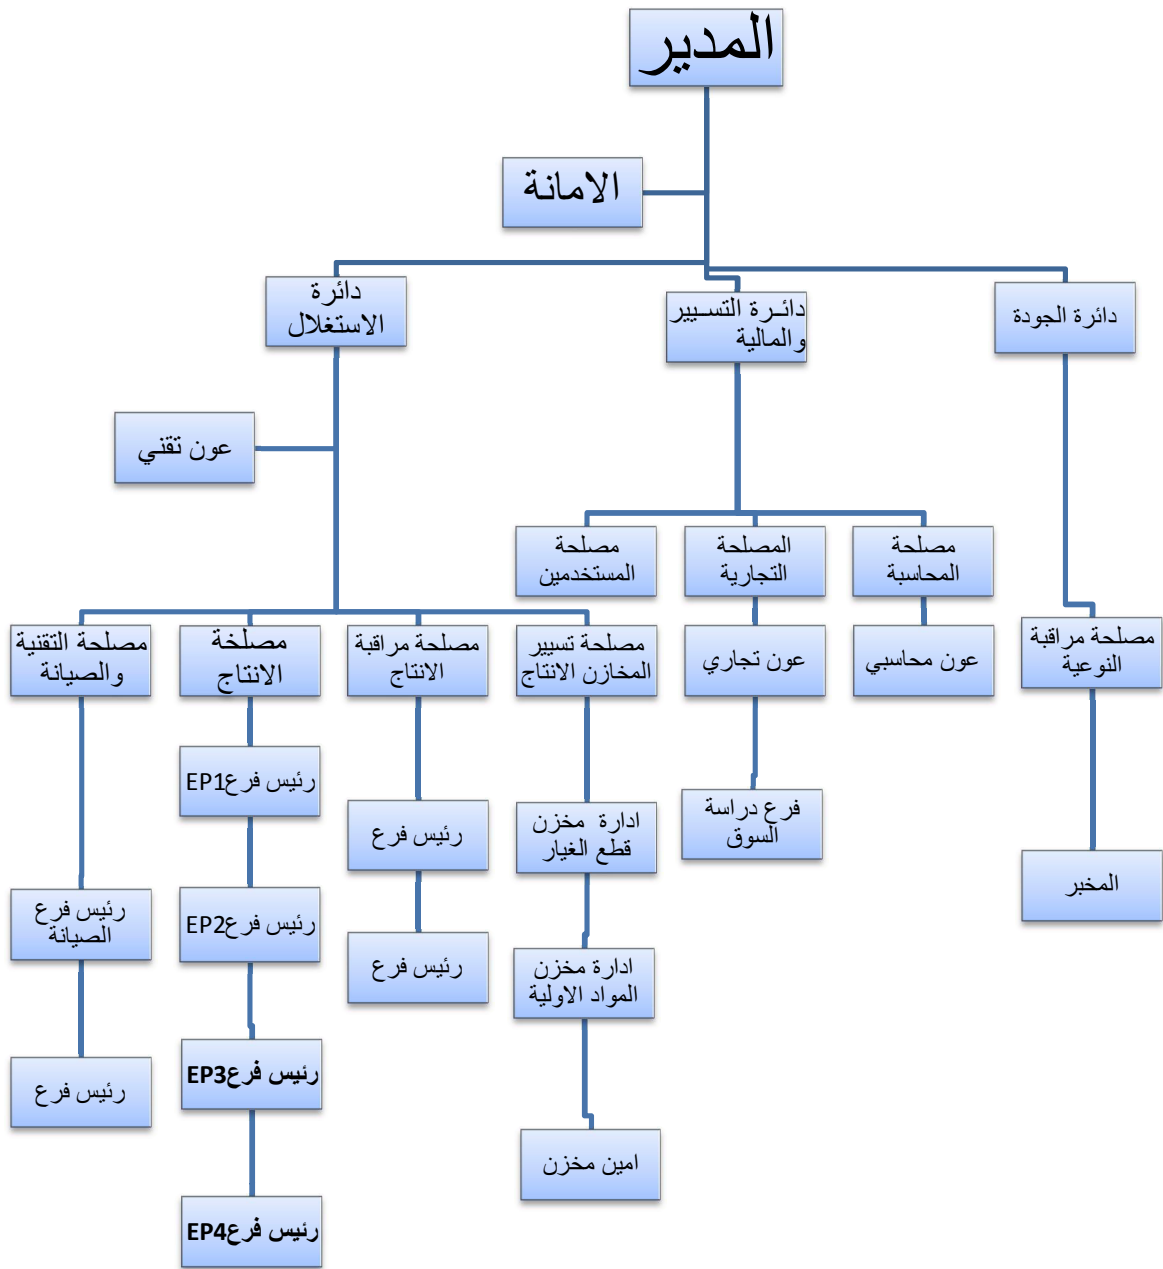 المدير
الامانة
دائرة الجودة
دائـرة التسـيير
والمالية
دائرة
الاستغلال
عون تقني
مصلحة
المحاسبة
المصلحة
التجارية
مصلحة
المستخدمين
مصلحة مراقبة
النوعية
عون محاسبي
عون تجاري
مصلحة تسيير
المخازن الانتاج
مصلحة مراقبة
الانتاج
مصلخة
الانتاج
مصلحة التقنية
والصيانة
رئيس فرعEP1
فرع دراسة
السوق
ادارة مخزن
قطع الغيار
رئيس فرع
المخبر
رئيس فرعEP2
رئيس فرع
الصيانة
ادارة مخزن
المواد الاولية
رئيس فرع
رئيس فرعEP3
رئيس فرع
امين مخزن
رئيس فرعEP4